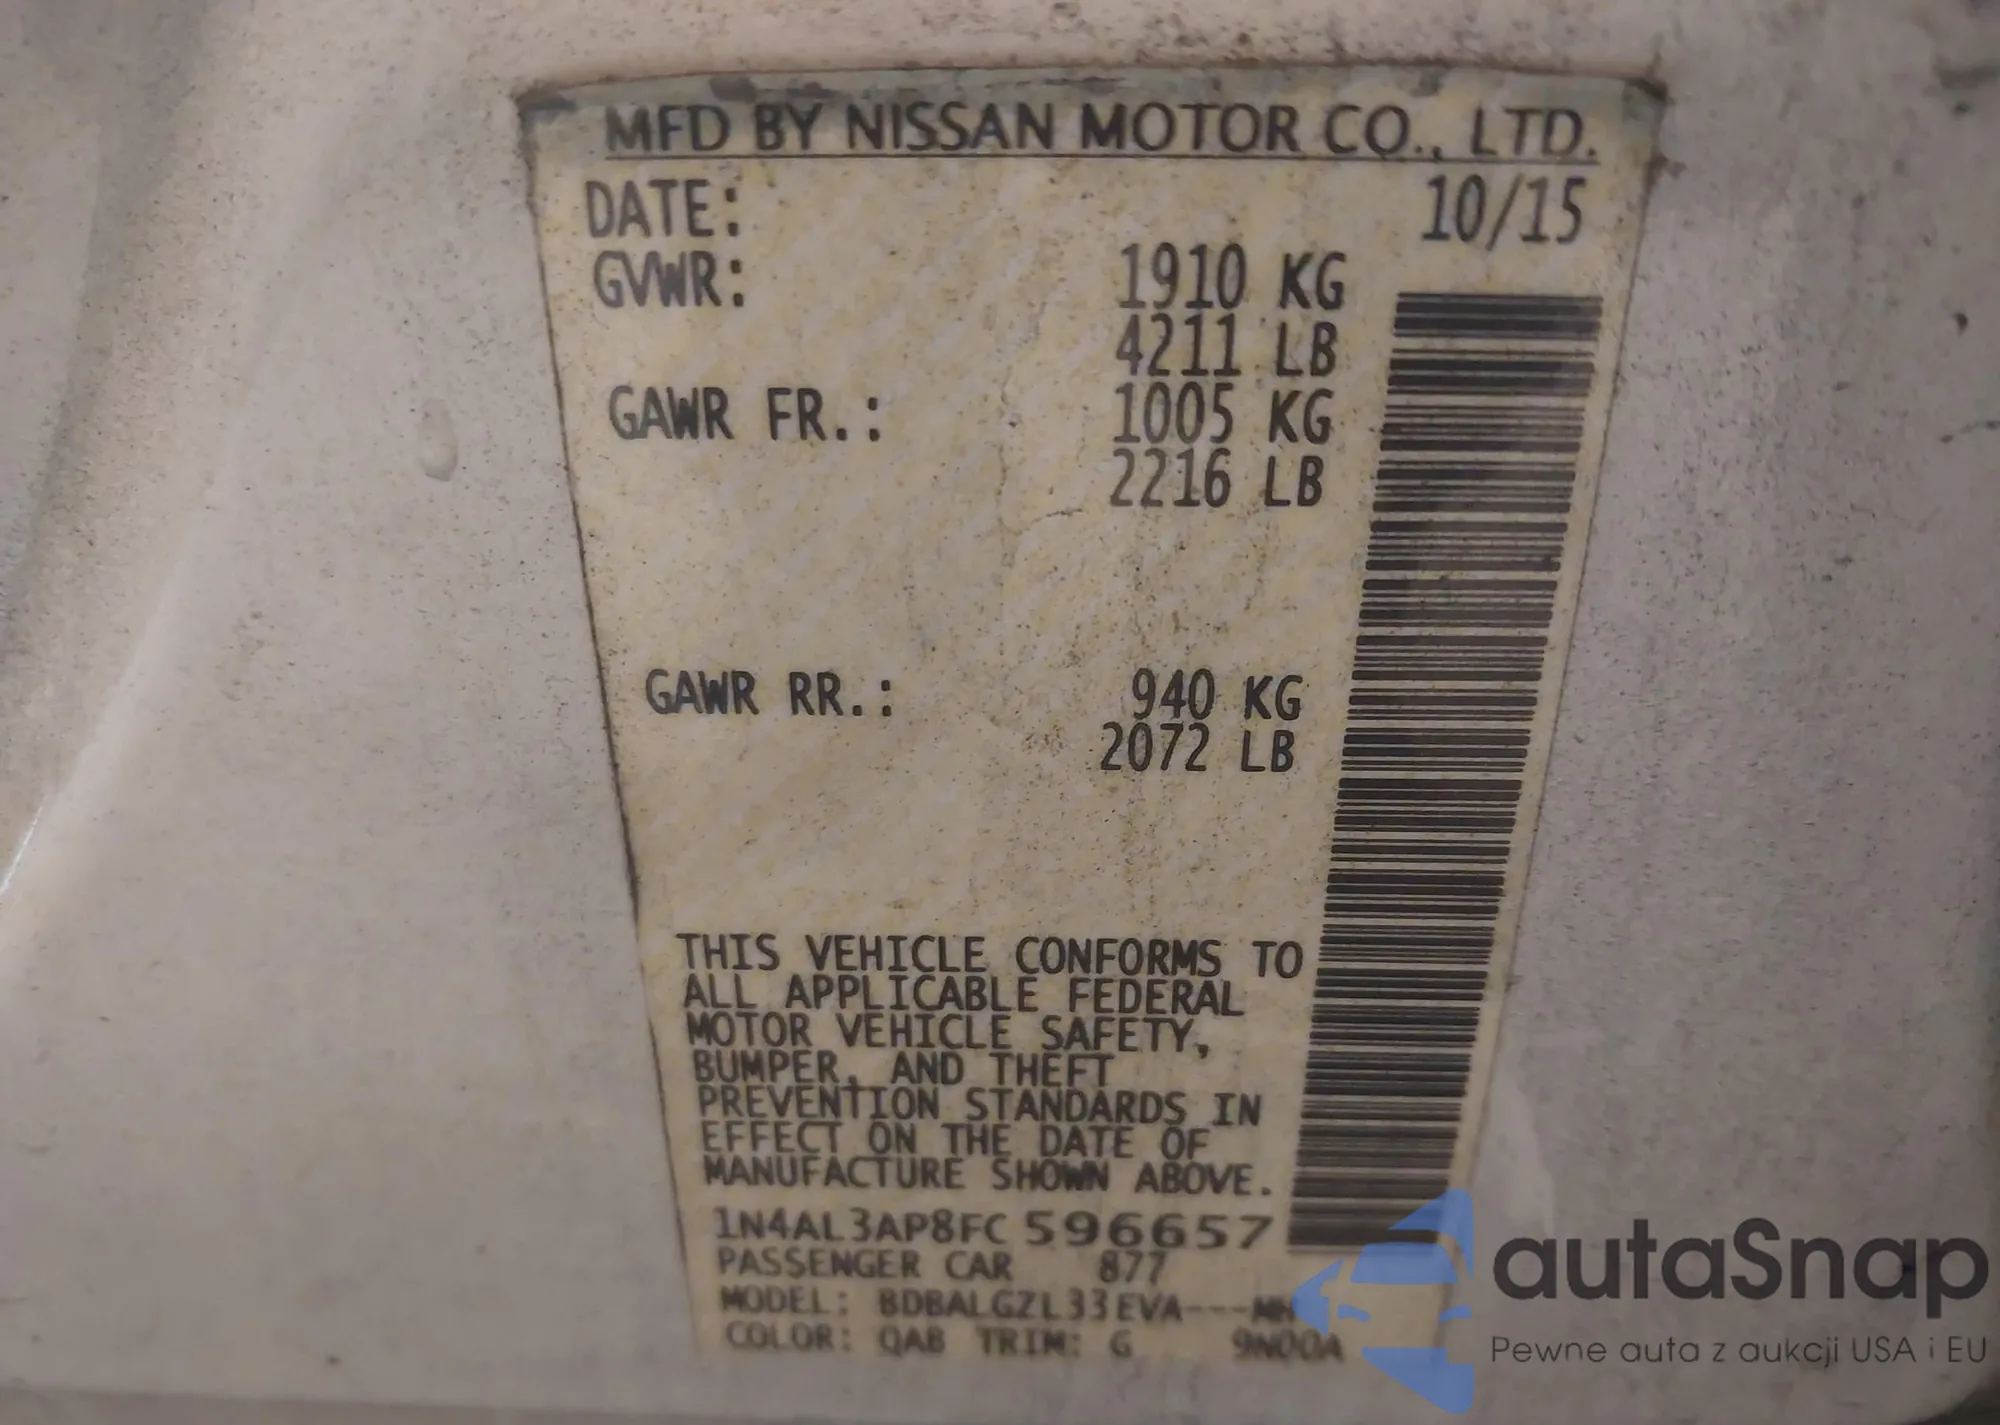 MFD BY NISSAN MOTOR CO., LTD.
DATE: 10/15
GVWR: 1910 KG
4211 LB
GAWR FR.: 1005 KG
2216 LB
GAWR RR.: 940 KG
2072 LB
THIS VEHICLE CONFORMS TO
ALL APPLICABLE FEDERAL
MOTOR VEHICLE SAFETY,
BUMPER, AND THEFT
PREVENTION STANDARDS IN
EFFECT ON THE DATE OF
MANUFACTURE SHOWN ABOVE.
1N4AL3AP8FC 596657
PASSENGER CAR 877
MODEL: BDBALGZL33EVA---
COLOR: QAB TRIM: G 9N00A
autaSnap
Pewne auta z aukcji USA i EU